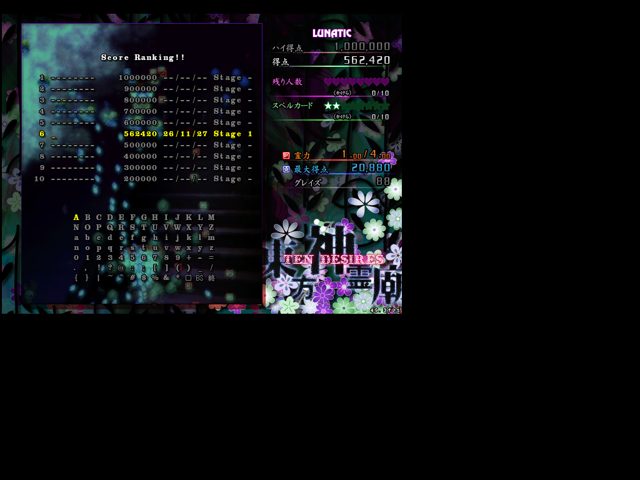 Score Ranking!!
1 -------- 1000000 --/--/-- Stage -
2 -------- 900000 --/--/-- Stage -
3 -------- 800000 --/--/-- Stage -
4 -------- 700000 --/--/-- Stage -
5 -------- 600000 --/--/-- Stage -
6 _ 562420 26/11/27 Stage 1
7 -------- 500000 --/--/-- Stage -
8 -------- 400000 --/--/-- Stage -
9 -------- 300000 --/--/-- Stage -
10 -------- 200000 --/--/-- Stage -
A B C D E F G H I J K L M
N O P Q R S T U V W X Y Z
a b c d e f g h i j k l m
n o p q r s t u v w x y z
0 1 2 3 4 5 6 7 8 9 + - =
. , ! ? @ : ; [ ] ( ) _ /
{ } | ~ ^ # $ % & * □ BS 終
LUNATIC
ハイ得点 1,000,000
得点 562,420
残り人数
0/10
スペルカード ★★
0/10
霊力 1.00/4.00
最大得点 20,880
グレイズ 88
東方神霊廟
TEN DESIRES